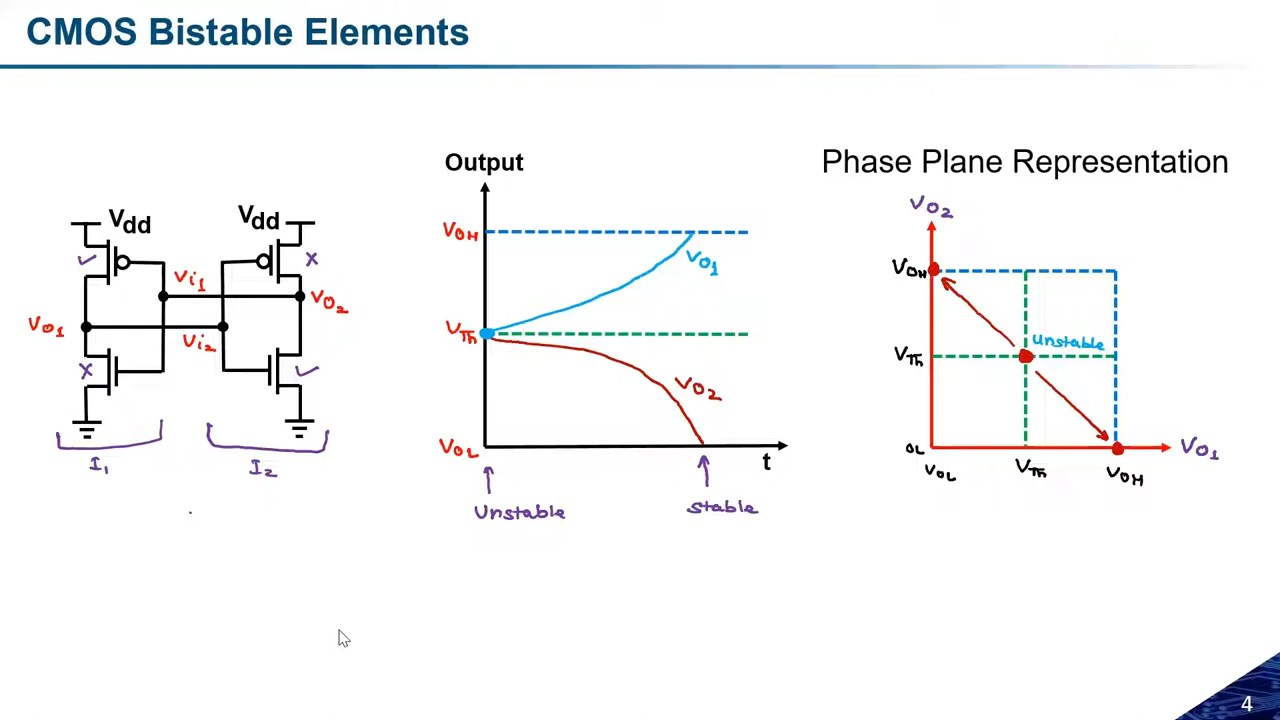 CMOS Bistable Elements
Vdd
Vdd
✓
x
Vi1
VO1
Vi2
VO2
x
✓
I1
I2
Output
VOH
VO1
VTh
VO2
VOL
t
Unstable
stable
Phase Plane Representation
VO2
VOH
Unstable
VTh
OL
VOL
VTh
VOH
VO1
4